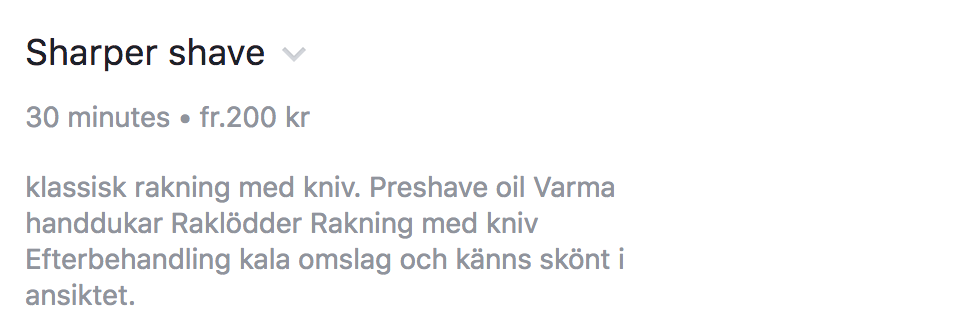 Sharper shave
30 minutes • fr.200 kr
klassisk rakning med kniv. Preshave oil Varma
handdukar Raklödder Rakning med kniv
Efterbehandling kala omslag och känns skönt i
ansiktet.